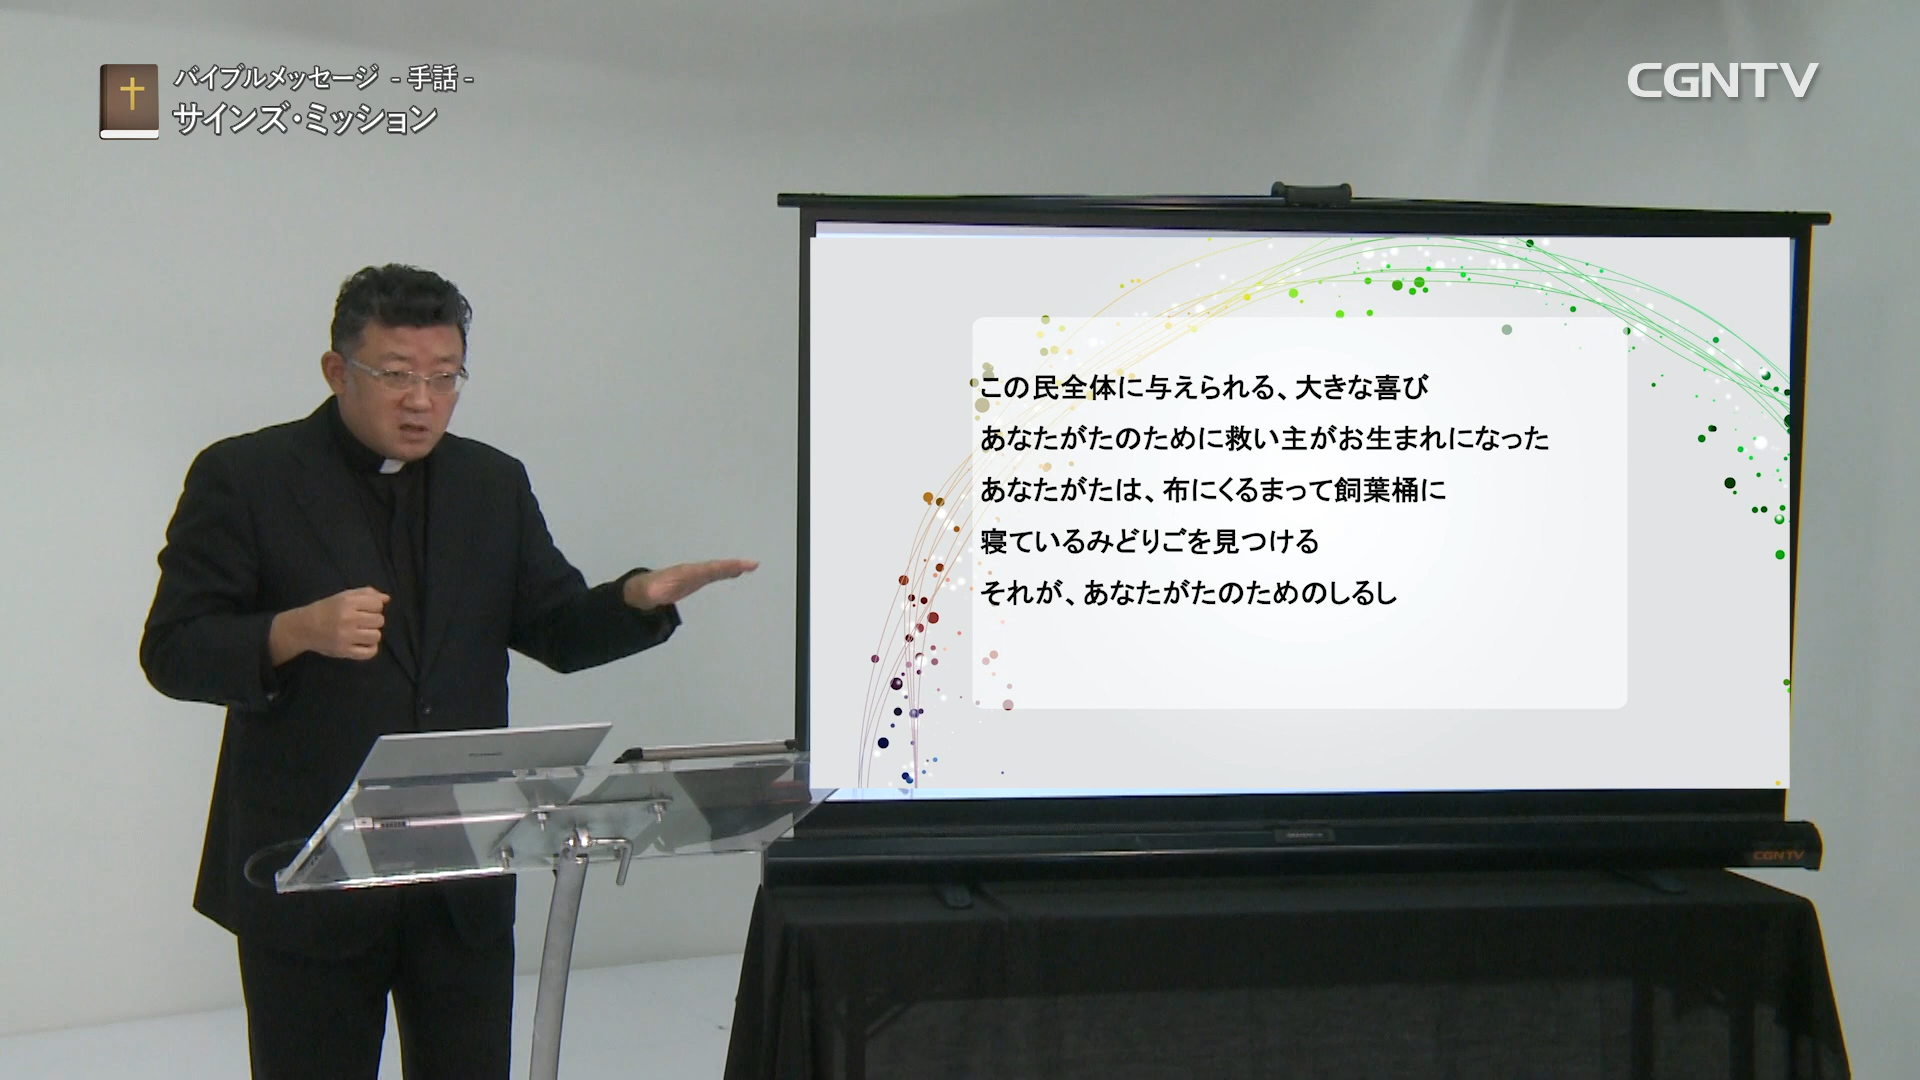 バイブルメッセージ - 手話 -
サインズ・ミッション
CGNTV
この民全体に与えられる、大きな喜び
あなたがたのために救い主がお生まれになった
あなたがたは、布にくるまって飼葉桶に
寝ているみどりごを見つける
それが、あなたがたのためのしるし
CGNTV